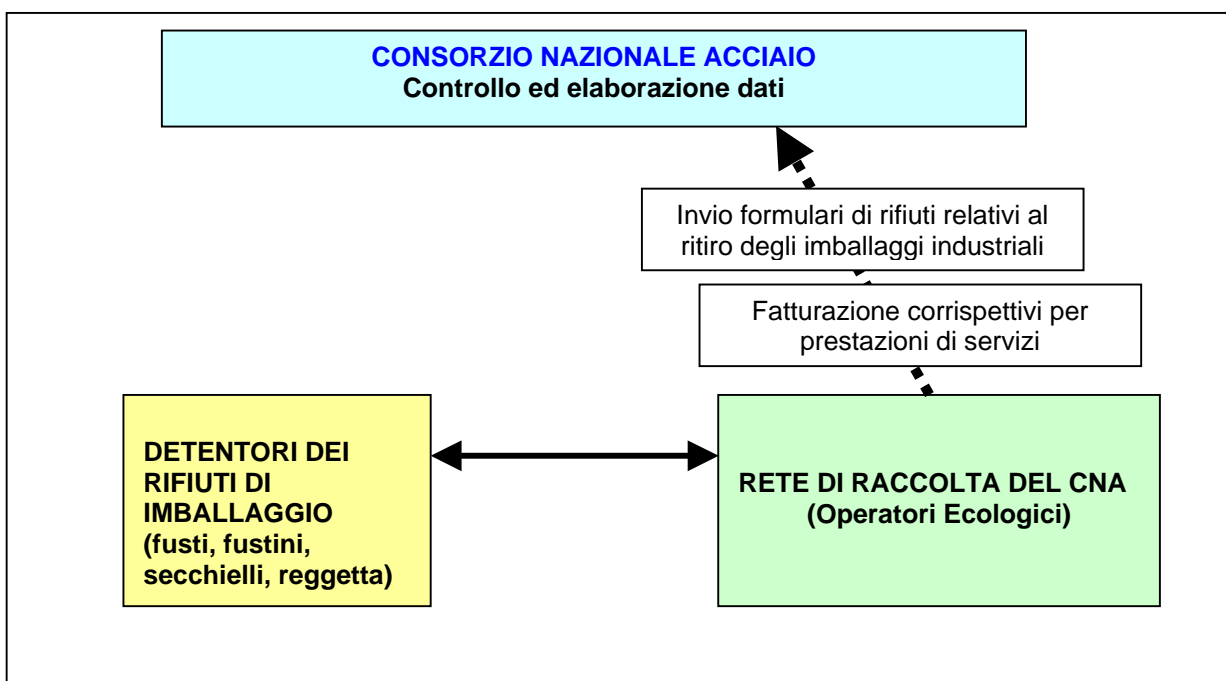 CONSORZIO NAZIONALE ACCIAIO
Controllo ed elaborazione dati
Invio formulari di rifiuti relativi al
ritiro degli imballaggi industriali
Fatturazione corrispettivi per
prestazioni di servizi
DETENTORI DEI
RIFIUTI DI
IMBALLAGGIO
(fusti, fustini,
secchielli, reggetta)
RETE DI RACCOLTA DEL CNA
(Operatori Ecologici)